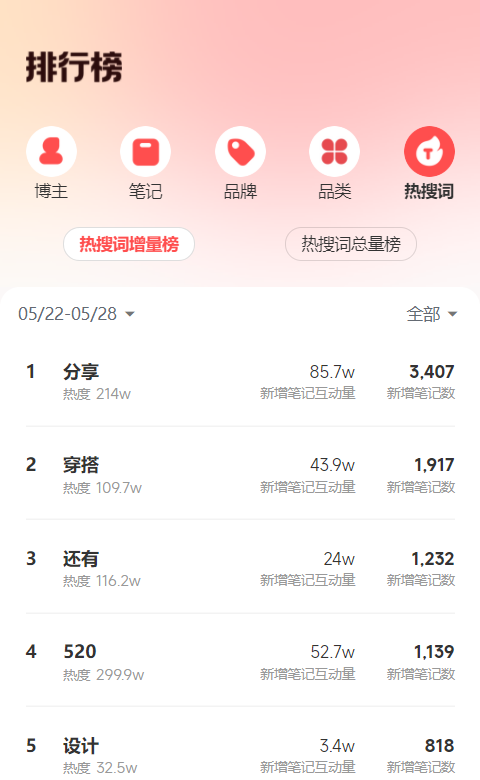 排行榜
博主 笔记 品牌 品类 热搜词
热搜词增量榜 热搜词总量榜
05/22-05/28 全部
1 分享 85.7w 3,407
热度 214w 新增笔记互动量 新增笔记数
2 穿搭 43.9w 1,917
热度 109.7w 新增笔记互动量 新增笔记数
3 还有 24w 1,232
热度 116.2w 新增笔记互动量 新增笔记数
4 520 52.7w 1,139
热度 299.9w 新增笔记互动量 新增笔记数
5 设计 3.4w 818
热度 32.5w 新增笔记互动量 新增笔记数